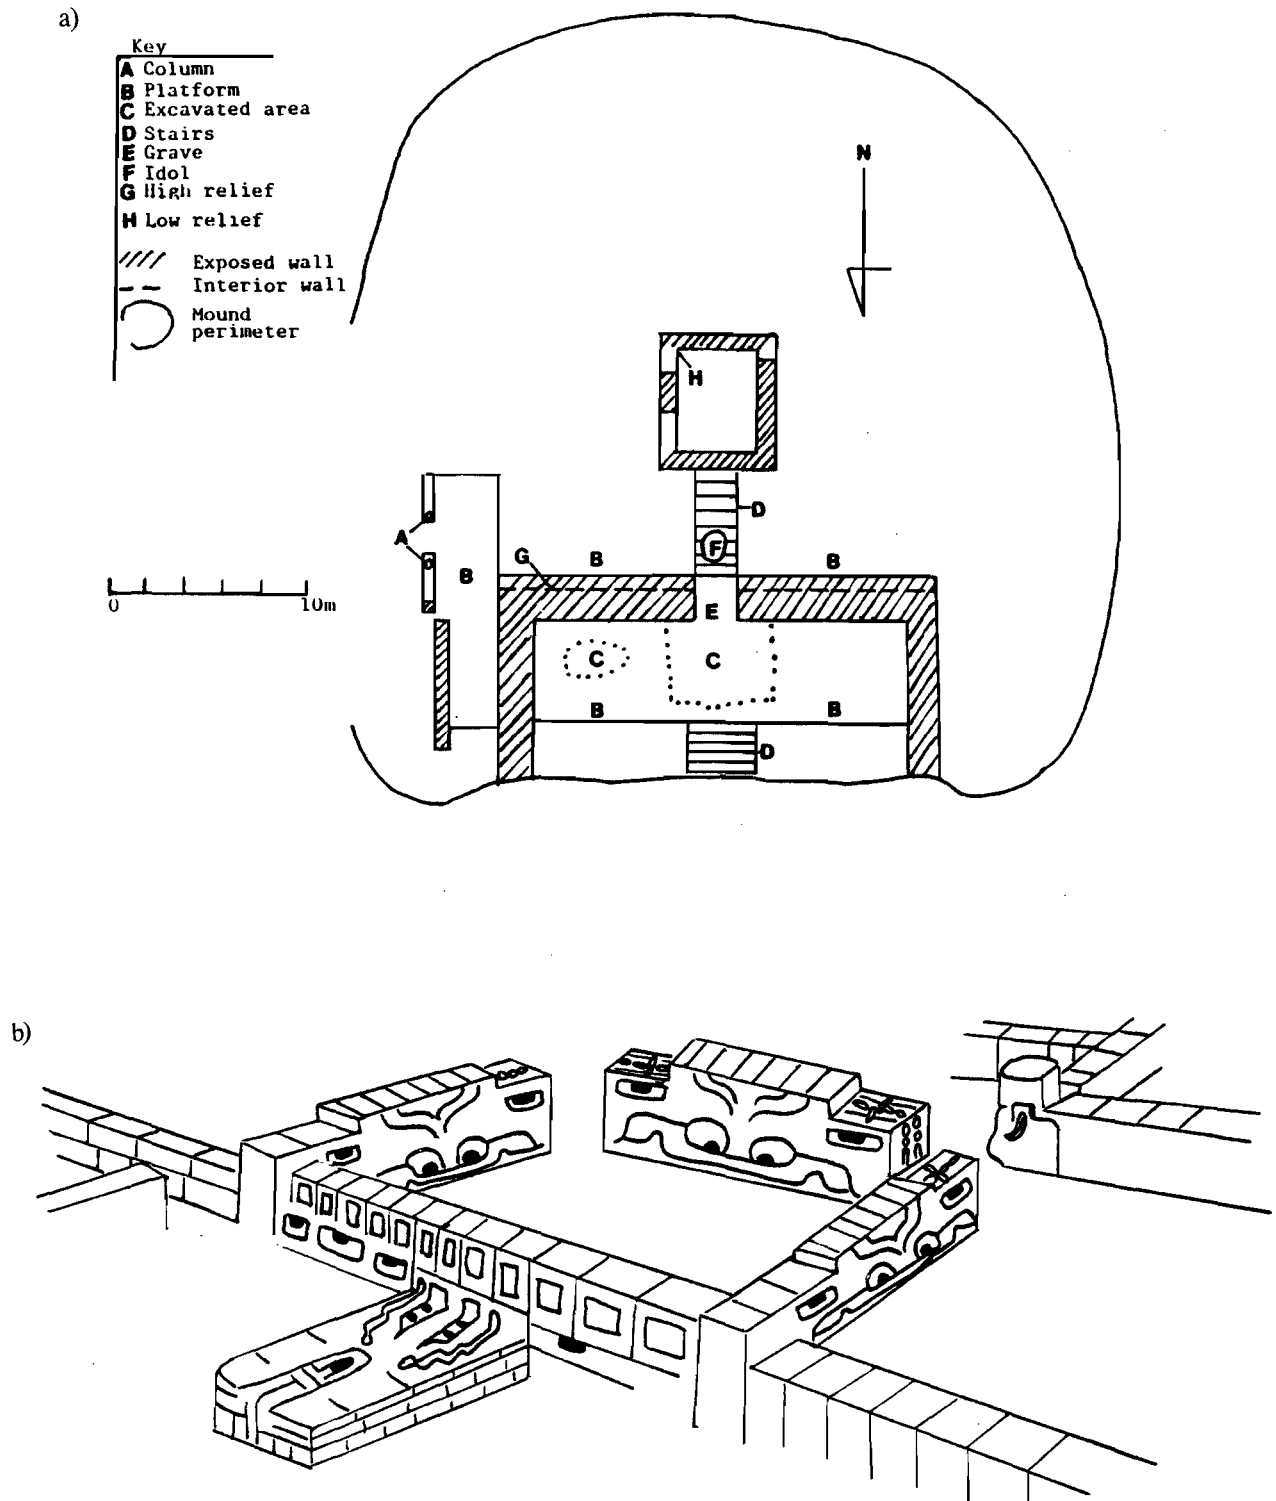 a)
Key
A Column
B Platform
C Excavated area
D Stairs
E Grave
F Idol
G High relief
H Low relief
Exposed wall
Interior wall
Mound
perimeter
N
H
D
A
F
G
B
B
B
E
C
C
B
B
D
0 10m
b)